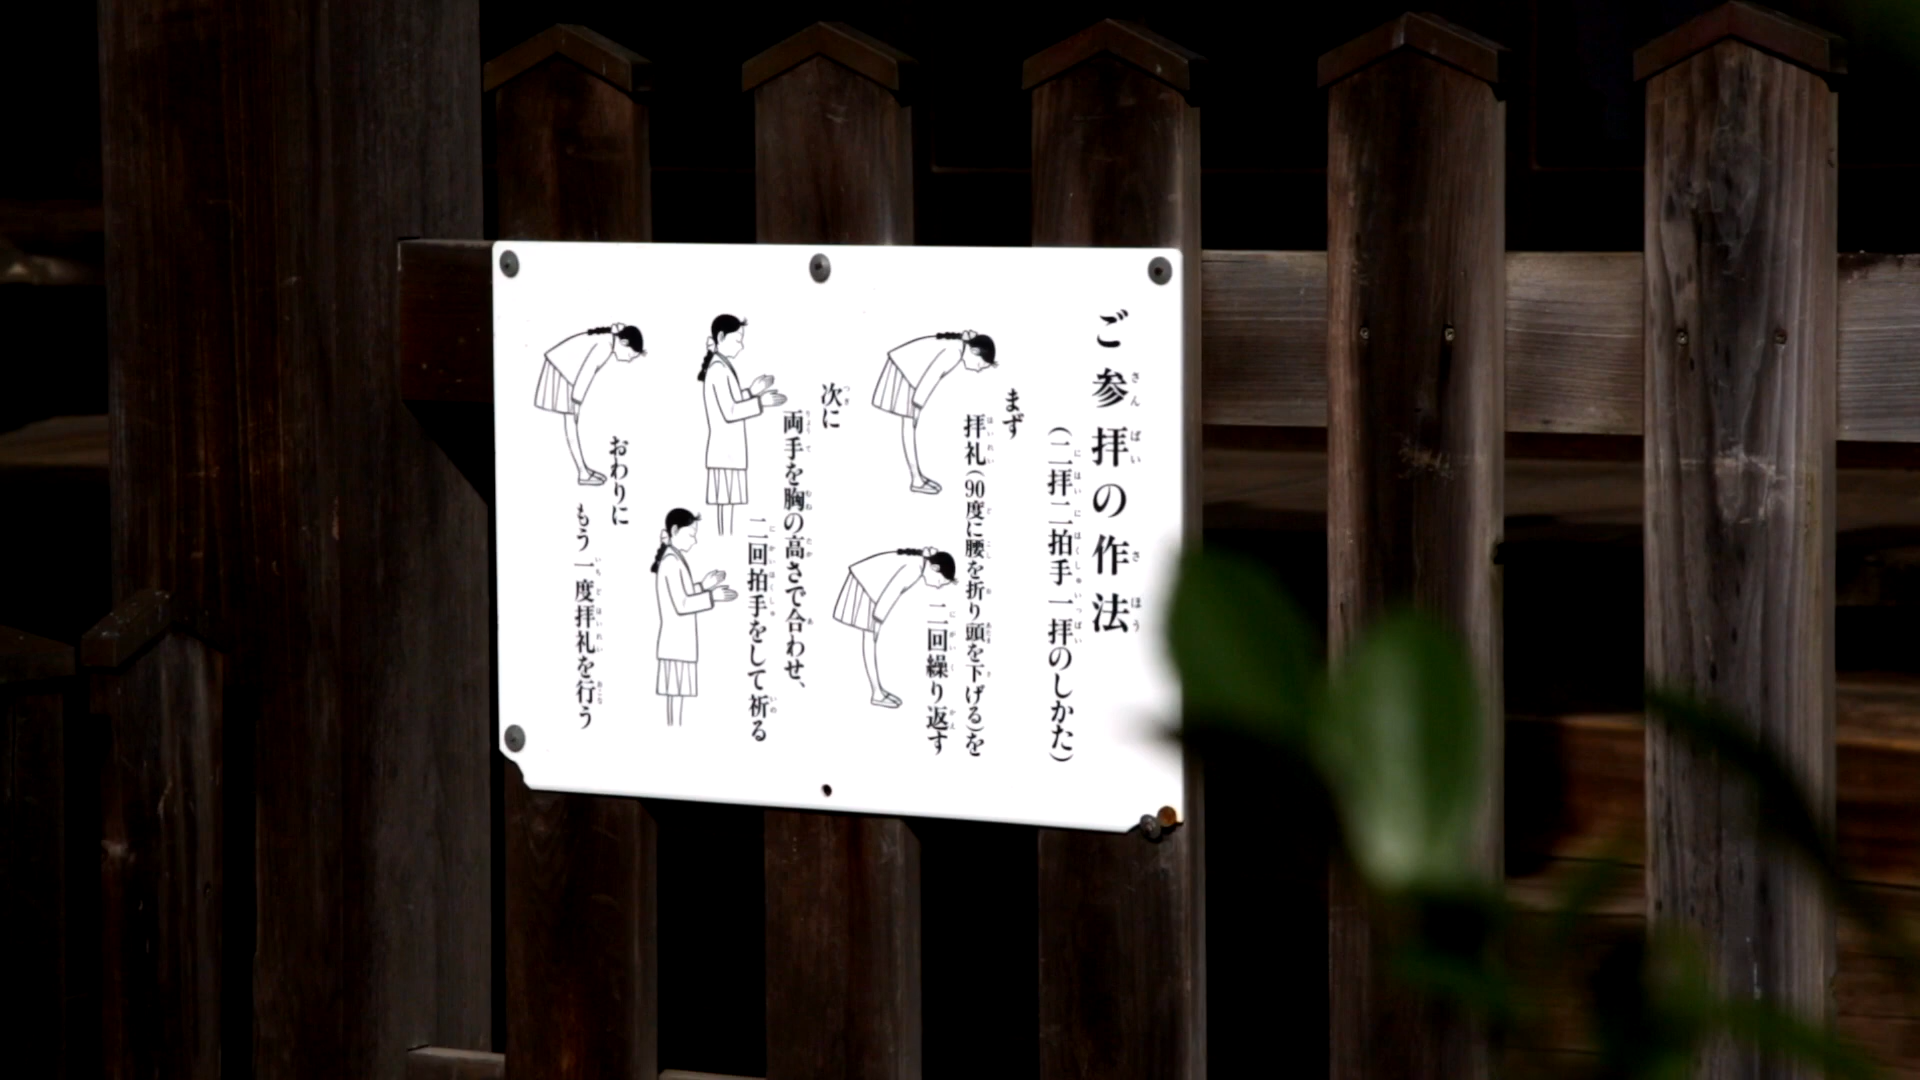 ご参拝の作法
(二拝二拍手一拝のしかた)
まず
拝礼(90度に腰を折り頭を下げる)を
二回繰り返す
次に
両手を胸の高さで合わせ、
二回拍手をして祈る
おわりに
もう一度拝礼を行う